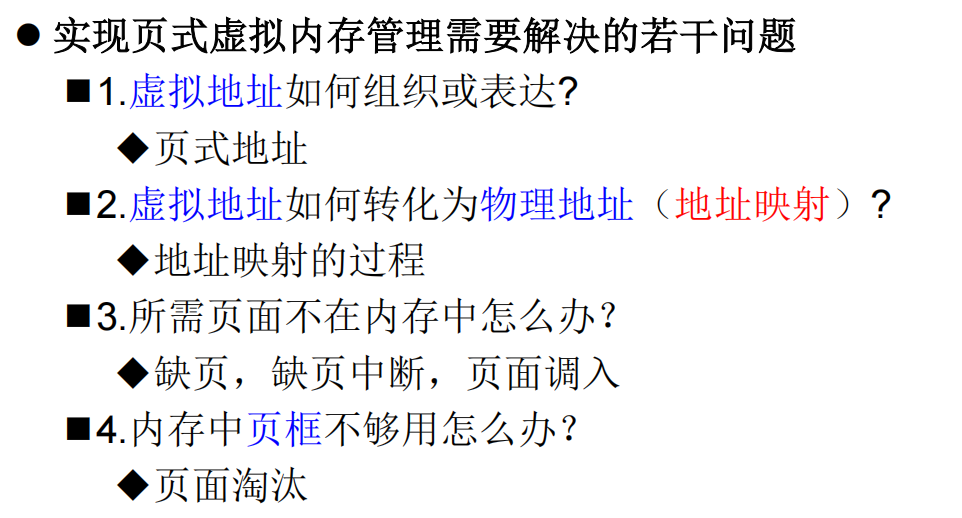 ●实现页式虚拟内存管理需要解决的若干问题
■1.虚拟地址如何组织或表达?
◆页式地址
■2.虚拟地址如何转化为物理地址（地址映射）?
◆地址映射的过程
■3.所需页面不在内存中怎么办?
◆缺页，缺页中断，页面调入
■4.内存中页框不够用怎么办?
◆页面淘汰